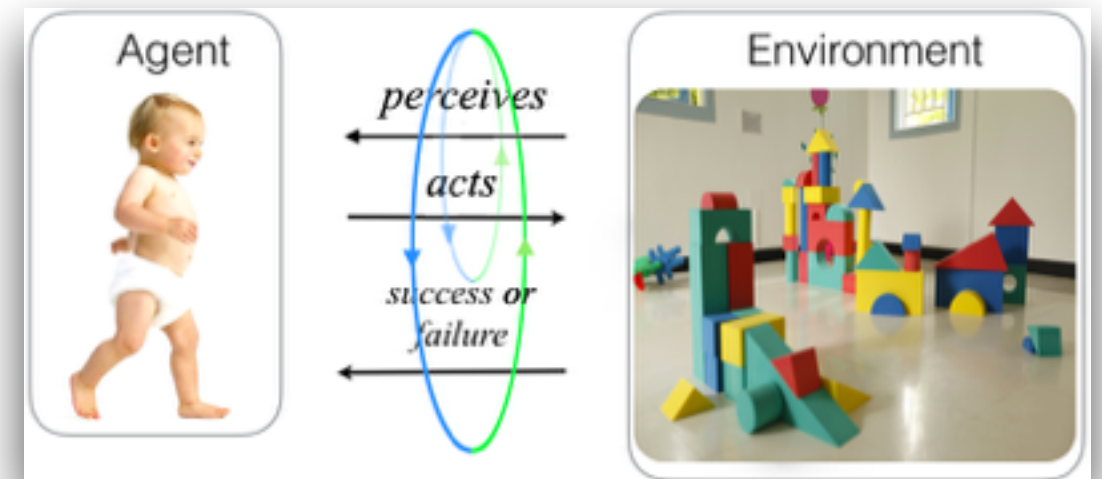 Agent
perceives
acts
success or
failure
Environment